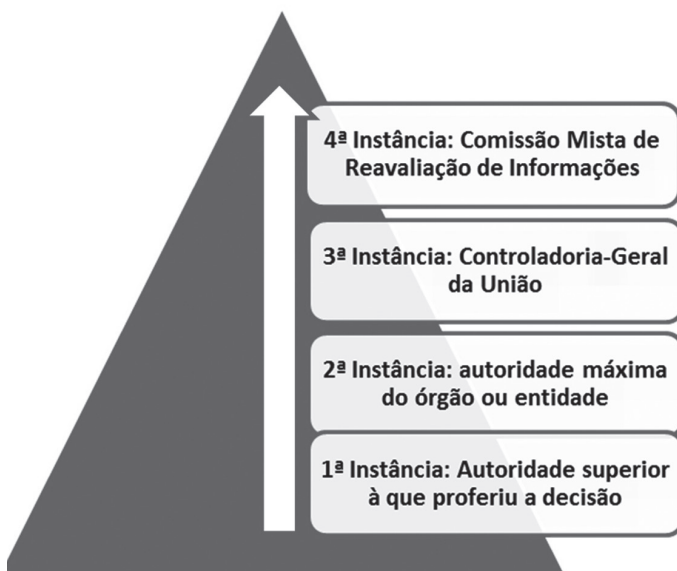 4ª Instância: Comissão Mista de
Reavaliação de Informações
3ª Instância: Controladoria-Geral
da União
2ª Instância: autoridade máxima
do órgão ou entidade
1ª Instância: Autoridade superior
à que proferiu a decisão